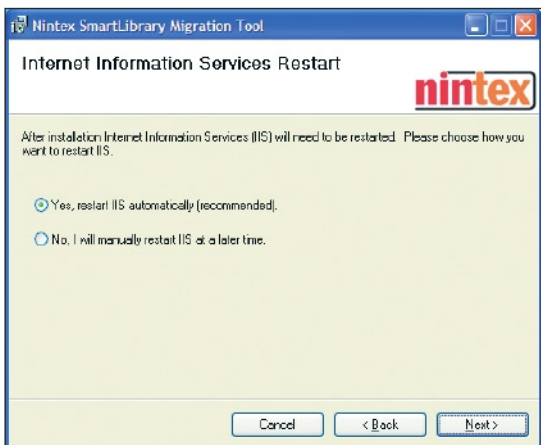 Nintex SmartLibrary Migration Tool
Internet Information Services Restart
nintex
After installation Internet Information Services (IIS) will need to be restarted. Please choose how you
want to restart IIS.
Yes, restart IIS automatically (recommended).
No, I will manually restart IIS at a later time.
Cancel
< Back
Next >